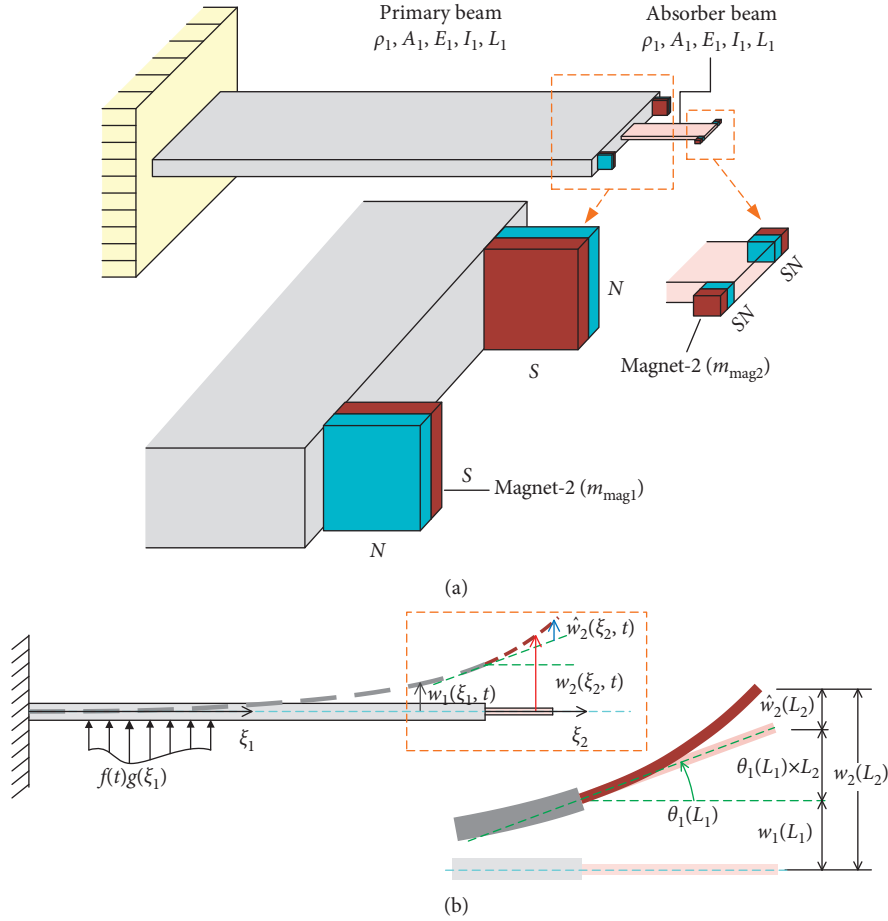 Primary beam
ρ₁, A₁, E₁, I₁, L₁
Absorber beam
ρ₁, A₁, E₁, I₁, L₁
N
S
SN
SN
Magnet-2 (m_mag2)
S
Magnet-2 (m_mag1)
N
(a)
ŵ₂(ξ₂, t)
w₁(ξ₁, t)
w₂(ξ₂, t)
ξ₁
ξ₂
f(t)g(ξ₁)
ŵ₂(L₂)
θ₁(L₁)×L₂
w₂(L₂)
θ₁(L₁)
w₁(L₁)
(b)